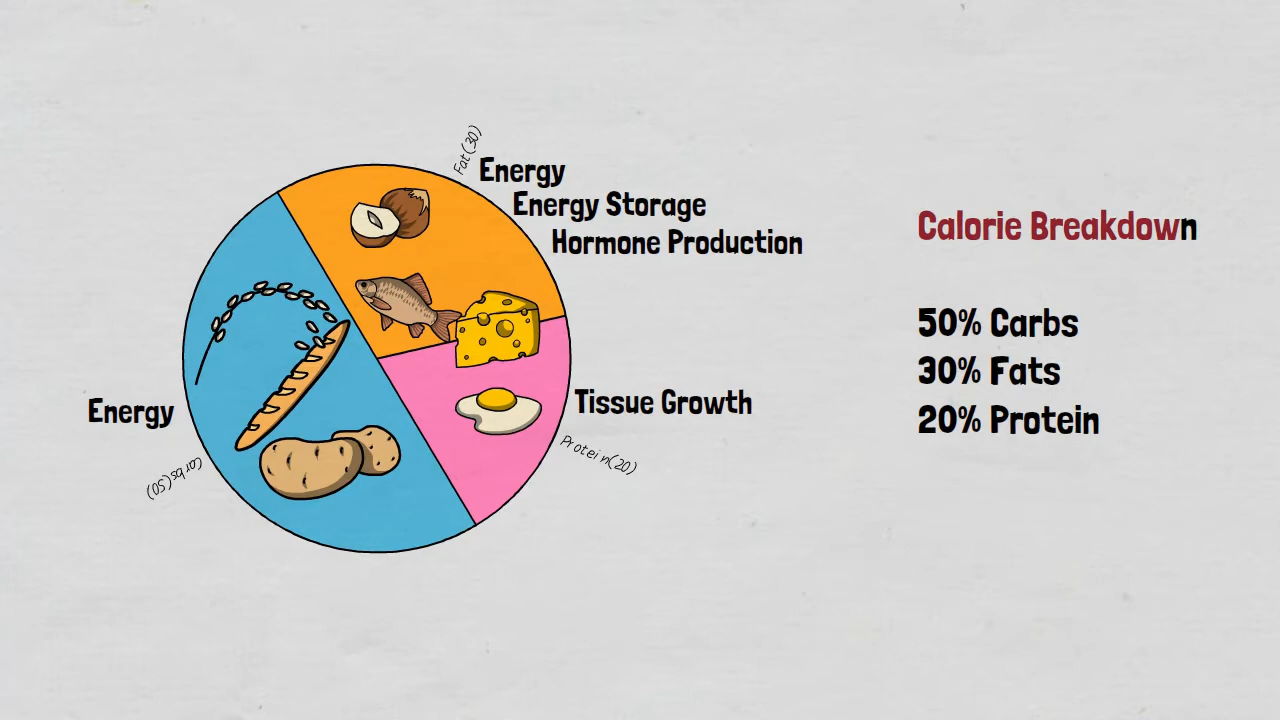 Fat(30)
Energy
Energy Storage
Hormone Production
Tissue Growth
Protein(20)
Energy
Carbs(50)
Calorie Breakdown
50% Carbs
30% Fats
20% Protein